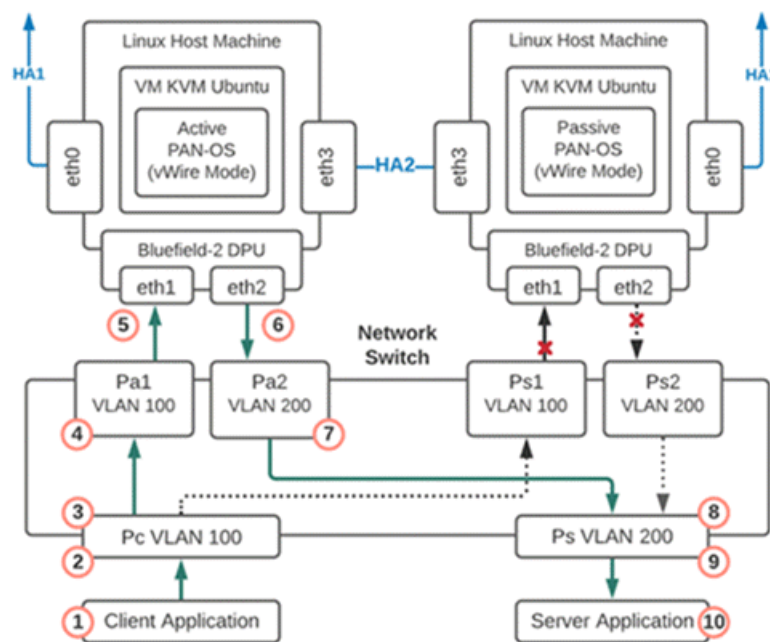 Linux Host Machine
VM KVM Ubuntu
Active
PAN-OS
(vWire Mode)
HA1
eth0
eth3
Bluefield-2 DPU
eth1
eth2
HA2
Linux Host Machine
VM KVM Ubuntu
Passive
PAN-OS
(vWire Mode)
eth3
eth0
Bluefield-2 DPU
eth1
eth2
5
6
Network
Switch
Pa1
VLAN 100
Pa2
VLAN 200
Ps1
VLAN 100
Ps2
VLAN 200
4
7
3
Pc VLAN 100
2
8
Ps VLAN 200
9
1
Client Application
Server Application
10